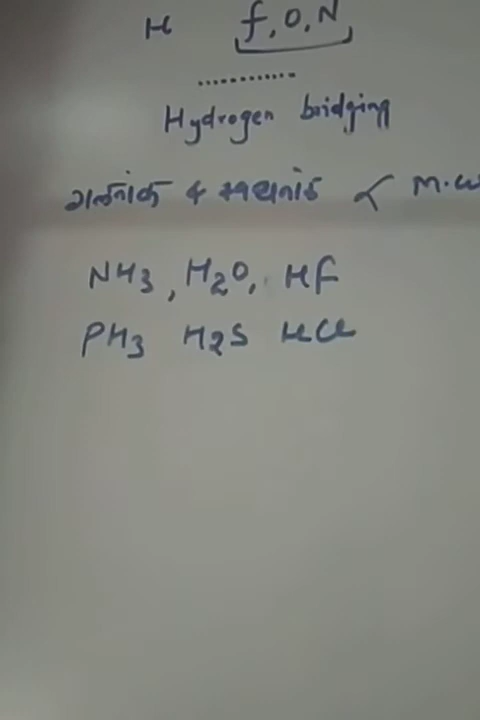 H f, O, N
Hydrogen bridging
ગલનાંક & ઉત્કલનાંક ∝ M.W
NH3, H2O, HF
PH3 H2S HCl